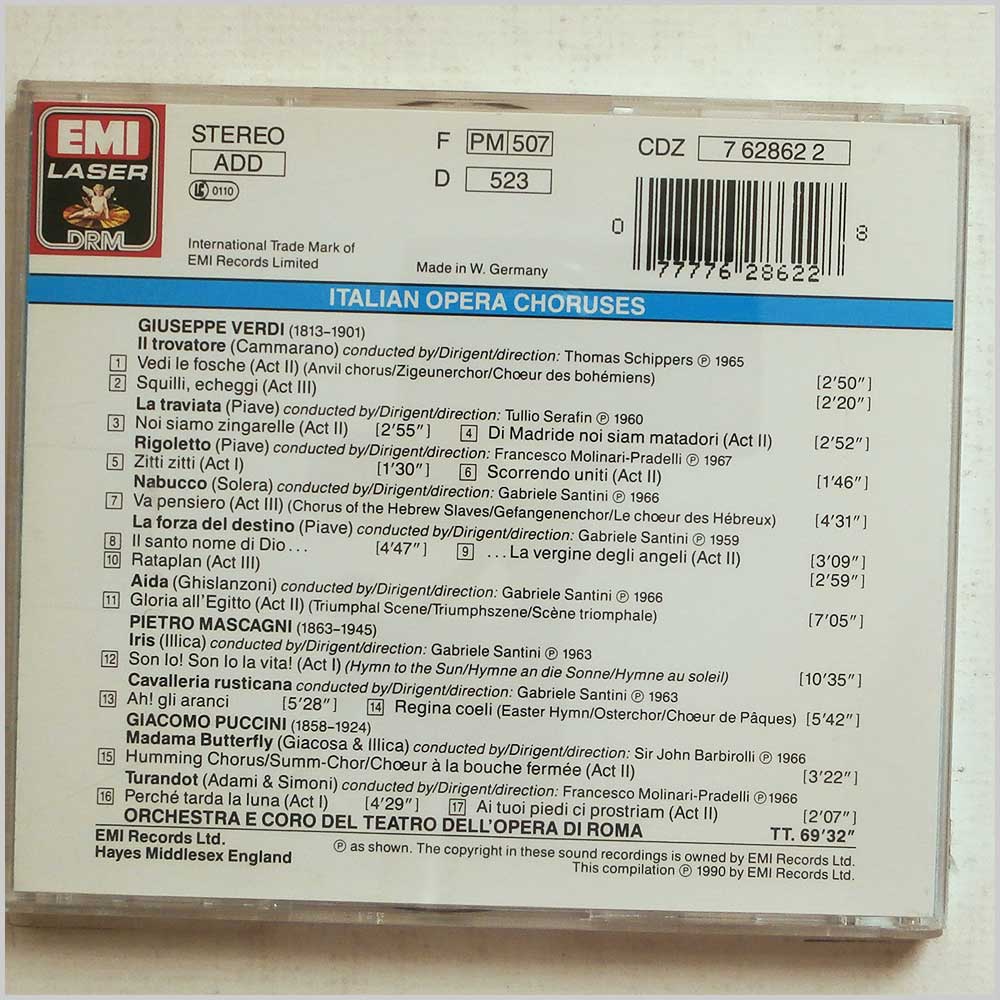 EMI
LASER
DRM
STEREO
ADD
LC 0110
F PM 507
D 523
CDZ 7 62862 2
0 77776 28622 8
International Trade Mark of
EMI Records Limited
Made in W. Germany
ITALIAN OPERA CHORUSES
GIUSEPPE VERDI (1813–1901)
Il trovatore (Cammarano) conducted by/Dirigent/direction: Thomas Schippers ℗ 1965
1 Vedi le fosche (Act II) (Anvil chorus/Zigeunerchor/Chœur des bohémiens) [2'50"]
2 Squilli, echeggi (Act III) [2'20"]
La traviata (Piave) conducted by/Dirigent/direction: Tullio Serafin ℗ 1960
3 Noi siamo zingarelle (Act II) [2'55"] 4 Di Madride noi siam matadori (Act II) [2'52"]
Rigoletto (Piave) conducted by/Dirigent/direction: Francesco Molinari-Pradelli ℗ 1967
5 Zitti zitti (Act I) [1'30"] 6 Scorrendo uniti (Act II) [1'46"]
Nabucco (Solera) conducted by/Dirigent/direction: Gabriele Santini ℗ 1966
7 Va pensiero (Act III) (Chorus of the Hebrew Slaves/Gefangenenchor/Le chœur des Hébreux) [4'31"]
La forza del destino (Piave) conducted by/Dirigent/direction: Gabriele Santini ℗ 1959
8 Il santo nome di Dio... [4'47"] 9 ...La vergine degli angeli (Act II) [3'09"]
10 Rataplan (Act III) [2'59"]
Aida (Ghislanzoni) conducted by/Dirigent/direction: Gabriele Santini ℗ 1966
11 Gloria all'Egitto (Act II) (Triumphal Scene/Triumphszene/Scène triomphale) [7'05"]
PIETRO MASCAGNI (1863–1945)
Iris (Illica) conducted by/Dirigent/direction: Gabriele Santini ℗ 1963
12 Son Io! Son Io la vita! (Act I) (Hymn to the Sun/Hymne an die Sonne/Hymne au soleil) [10'35"]
Cavalleria rusticana conducted by/Dirigent/direction: Gabriele Santini ℗ 1963
13 Ah! gli aranci [5'28"] 14 Regina coeli (Easter Hymn/Osterchor/Chœur de Pâques) [5'42"]
GIACOMO PUCCINI (1858–1924)
Madama Butterfly (Giacosa & Illica) conducted by/Dirigent/direction: Sir John Barbirolli ℗ 1966
15 Humming Chorus/Summ-Chor/Chœur à la bouche fermée (Act II) [3'22"]
Turandot (Adami & Simoni) conducted by/Dirigent/direction: Francesco Molinari-Pradelli ℗1966
16 Perché tarda la luna (Act I) [4'29"] 17 Ai tuoi piedi ci prostriam (Act II) [2'07"]
ORCHESTRA E CORO DEL TEATRO DELL'OPERA DI ROMA TT. 69'32"
EMI Records Ltd.
Hayes Middlesex England
℗ as shown. The copyright in these sound recordings is owned by EMI Records Ltd.
This compilation ℗ 1990 by EMI Records Ltd.